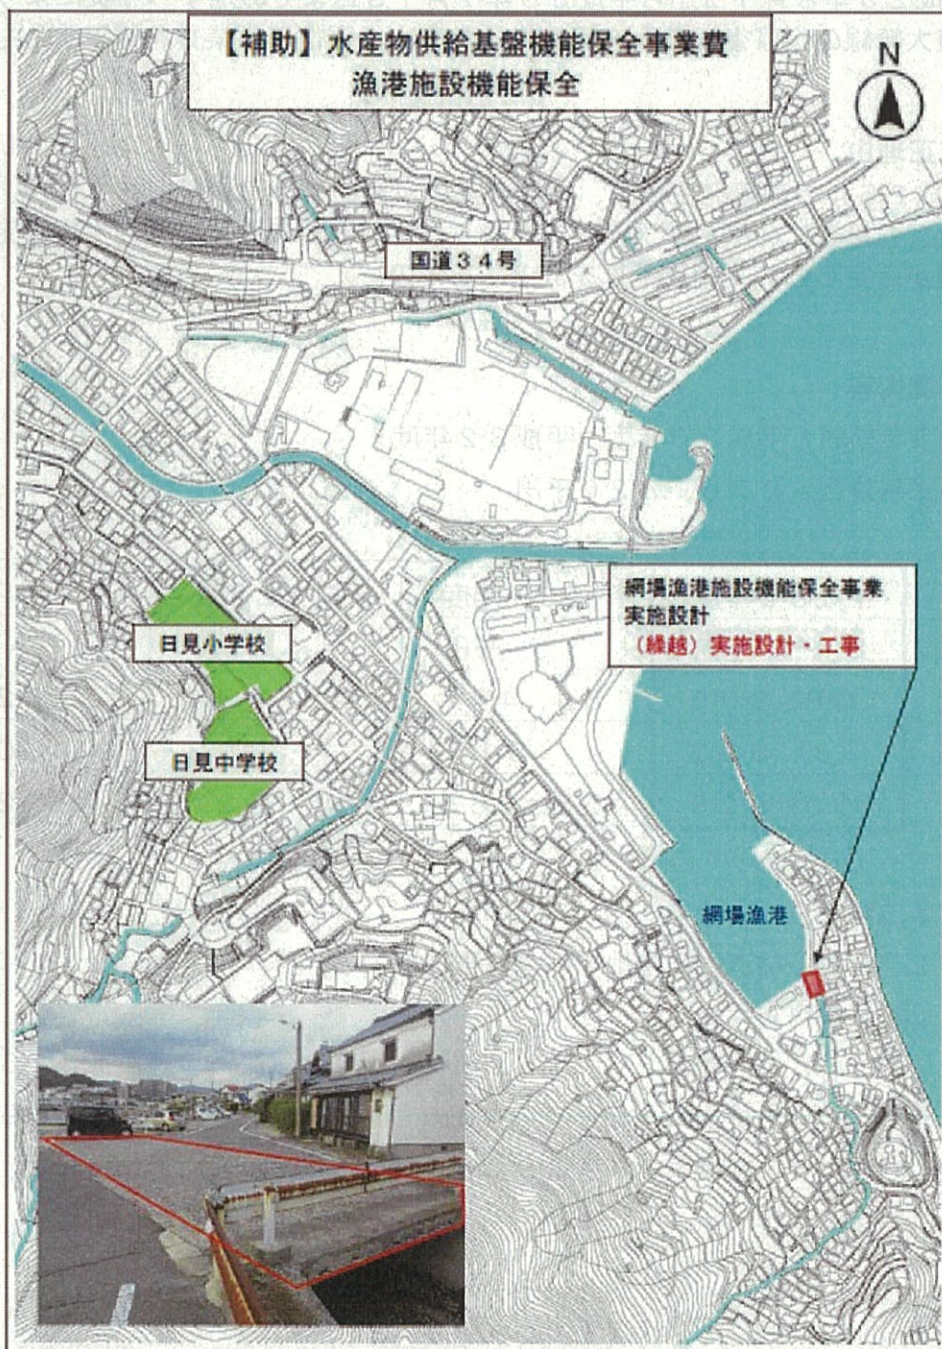 【補助】水産物供給基盤機能保全事業費
漁港施設機能保全
N
国道34号
網場漁港施設機能保全事業
実施設計
(繰越)実施設計・工事
日見小学校
日見中学校
網場漁港